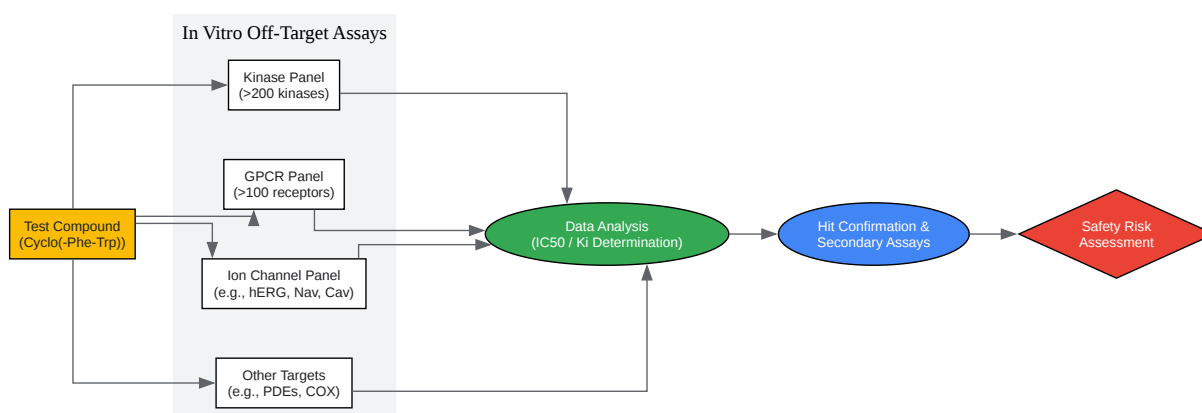 In Vitro Off-Target Assays
Kinase Panel
(>200 kinases)
GPCR Panel
(>100 receptors)
Test Compound
(Cyclo(-Phe-Trp))
Ion Channel Panel
(e.g., hERG, Nav, Cav)
Other Targets
(e.g., PDEs, COX)
Data Analysis
(IC50 / Ki Determination)
Hit Confirmation &
Secondary Assays
Safety Risk
Assessment